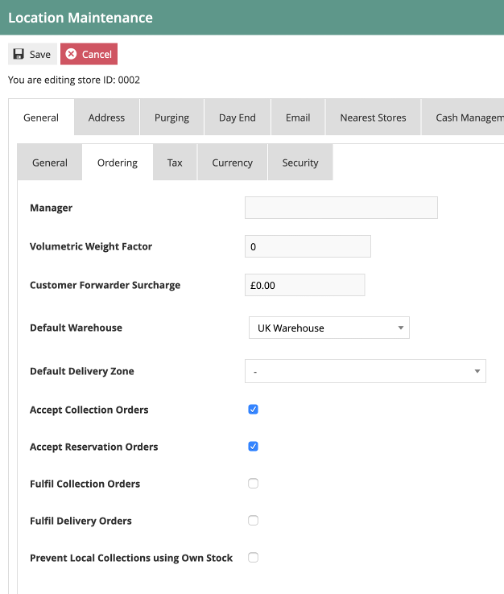 Location Maintenance
Save Cancel
You are editing store ID: 0002
General Address Purging Day End Email Nearest Stores Cash Managem
General Ordering Tax Currency Security
Manager
Volumetric Weight Factor 0
Customer Forwarder Surcharge £0.00
Default Warehouse UK Warehouse
Default Delivery Zone -
Accept Collection Orders
Accept Reservation Orders
Fulfil Collection Orders
Fulfil Delivery Orders
Prevent Local Collections using Own Stock